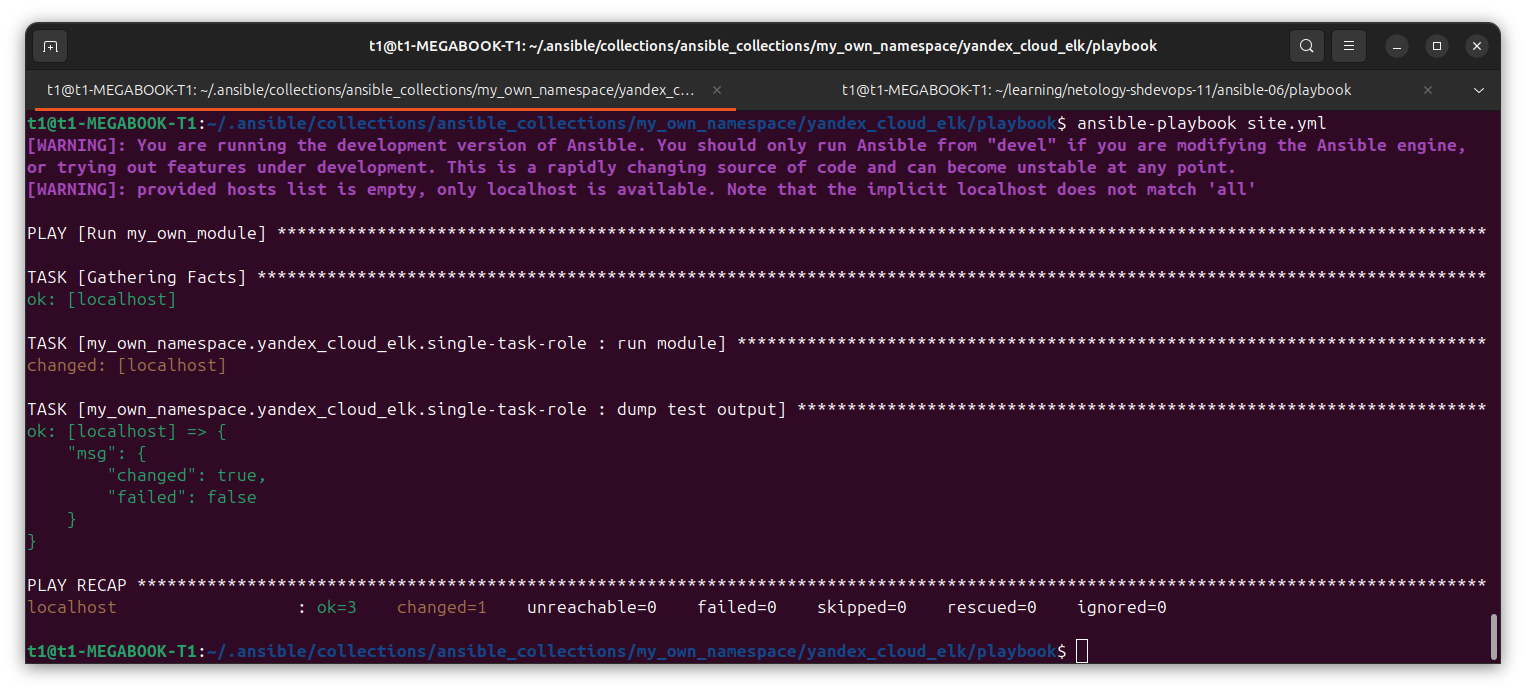 t1@t1-MEGABOOK-T1: ~/.ansible/collections/ansible_collections/my_own_namespace/yandex_cloud_elk/playbook
t1@t1-MEGABOOK-T1: ~/.ansible/collections/ansible_collections/my_own_namespace/yandex_c... × t1@t1-MEGABOOK-T1: ~/learning/netology-shdevops-11/ansible-06/playbook ×
t1@t1-MEGABOOK-T1:~/.ansible/collections/ansible_collections/my_own_namespace/yandex_cloud_elk/playbook$ ansible-playbook site.yml
[WARNING]: You are running the development version of Ansible. You should only run Ansible from "devel" if you are modifying the Ansible engine,
or trying out features under development. This is a rapidly changing source of code and can become unstable at any point.
[WARNING]: provided hosts list is empty, only localhost is available. Note that the implicit localhost does not match 'all'
PLAY [Run my_own_module] *************************************************************************************************************************
TASK [Gathering Facts] ***************************************************************************************************************************
ok: [localhost]
TASK [my_own_namespace.yandex_cloud_elk.single-task-role : run module] ***************************************************************************
changed: [localhost]
TASK [my_own_namespace.yandex_cloud_elk.single-task-role : dump test output] *********************************************************************
ok: [localhost] => {
    "msg": {
        "changed": true,
        "failed": false
    }
}
PLAY RECAP ***************************************************************************************************************************************
localhost                  : ok=3    changed=1    unreachable=0    failed=0    skipped=0    rescued=0    ignored=0
t1@t1-MEGABOOK-T1:~/.ansible/collections/ansible_collections/my_own_namespace/yandex_cloud_elk/playbook$